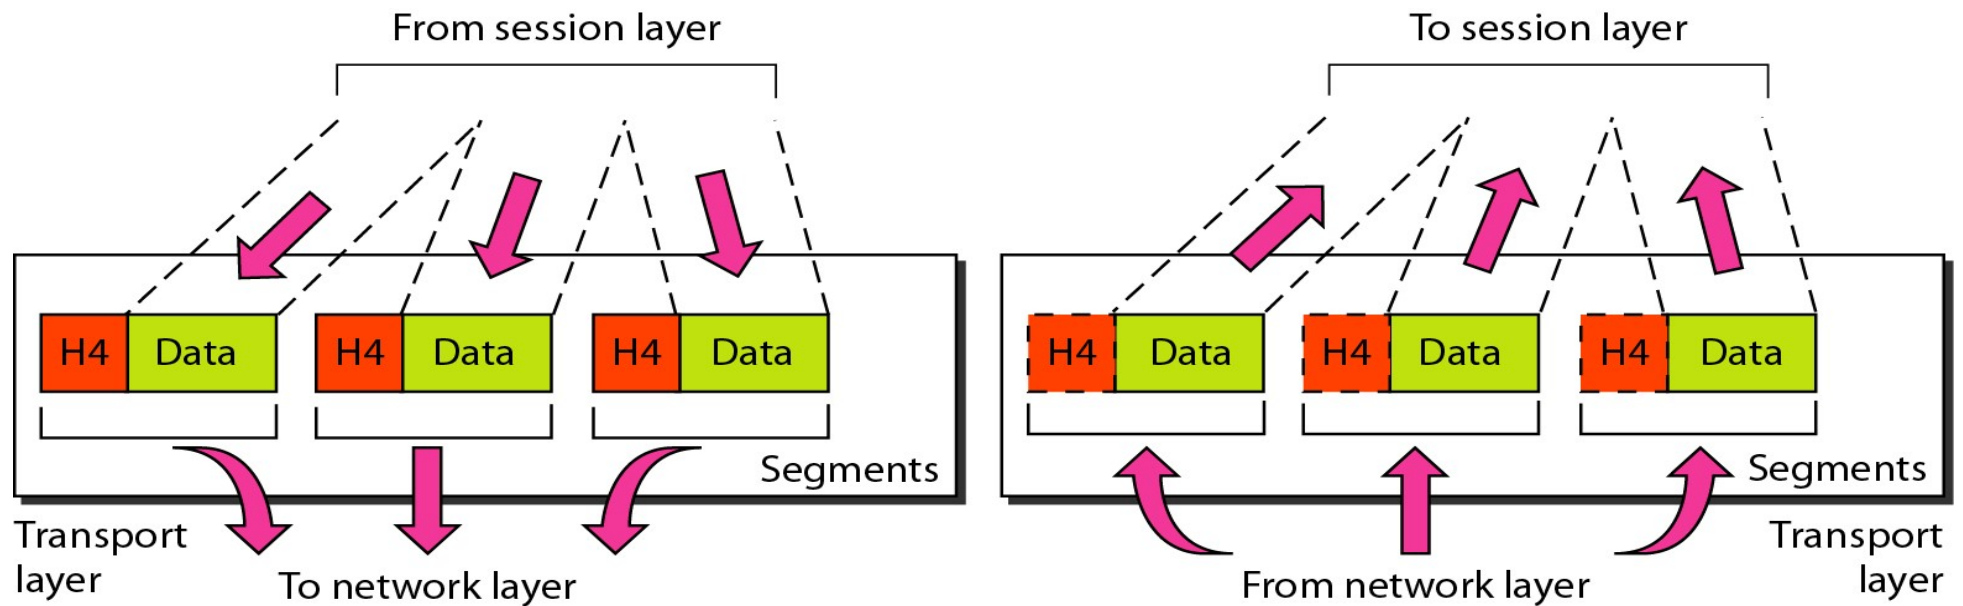 From session layer
H4 Data H4 Data H4 Data
Segments
Transport
layer
To network layer
To session layer
H4 Data H4 Data H4 Data
Segments
From network layer
Transport
layer